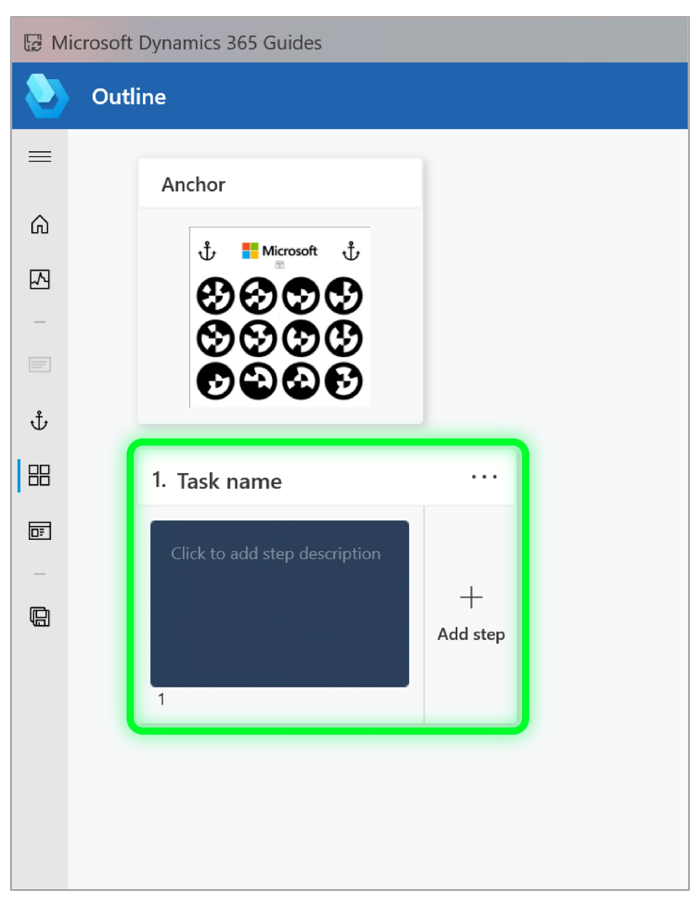 Microsoft Dynamics 365 Guides
Outline
Anchor
Microsoft
1. Task name
Click to add step description
Add step
1